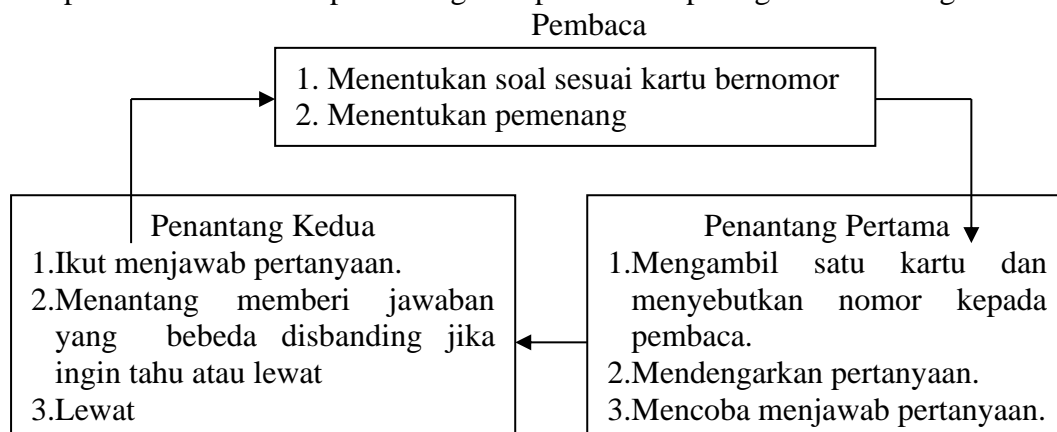 Pembaca
1. Menentukan soal sesuai kartu bernomor
2. Menentukan pemenang
Penantang Kedua
1.Ikut menjawab pertanyaan.
2.Menantang memberi jawaban
yang bebeda disbanding jika
ingin tahu atau lewat
3.Lewat
Penantang Pertama
1.Mengambil satu kartu dan
menyebutkan nomor kepada
pembaca.
2.Mendengarkan pertanyaan.
3.Mencoba menjawab pertanyaan.